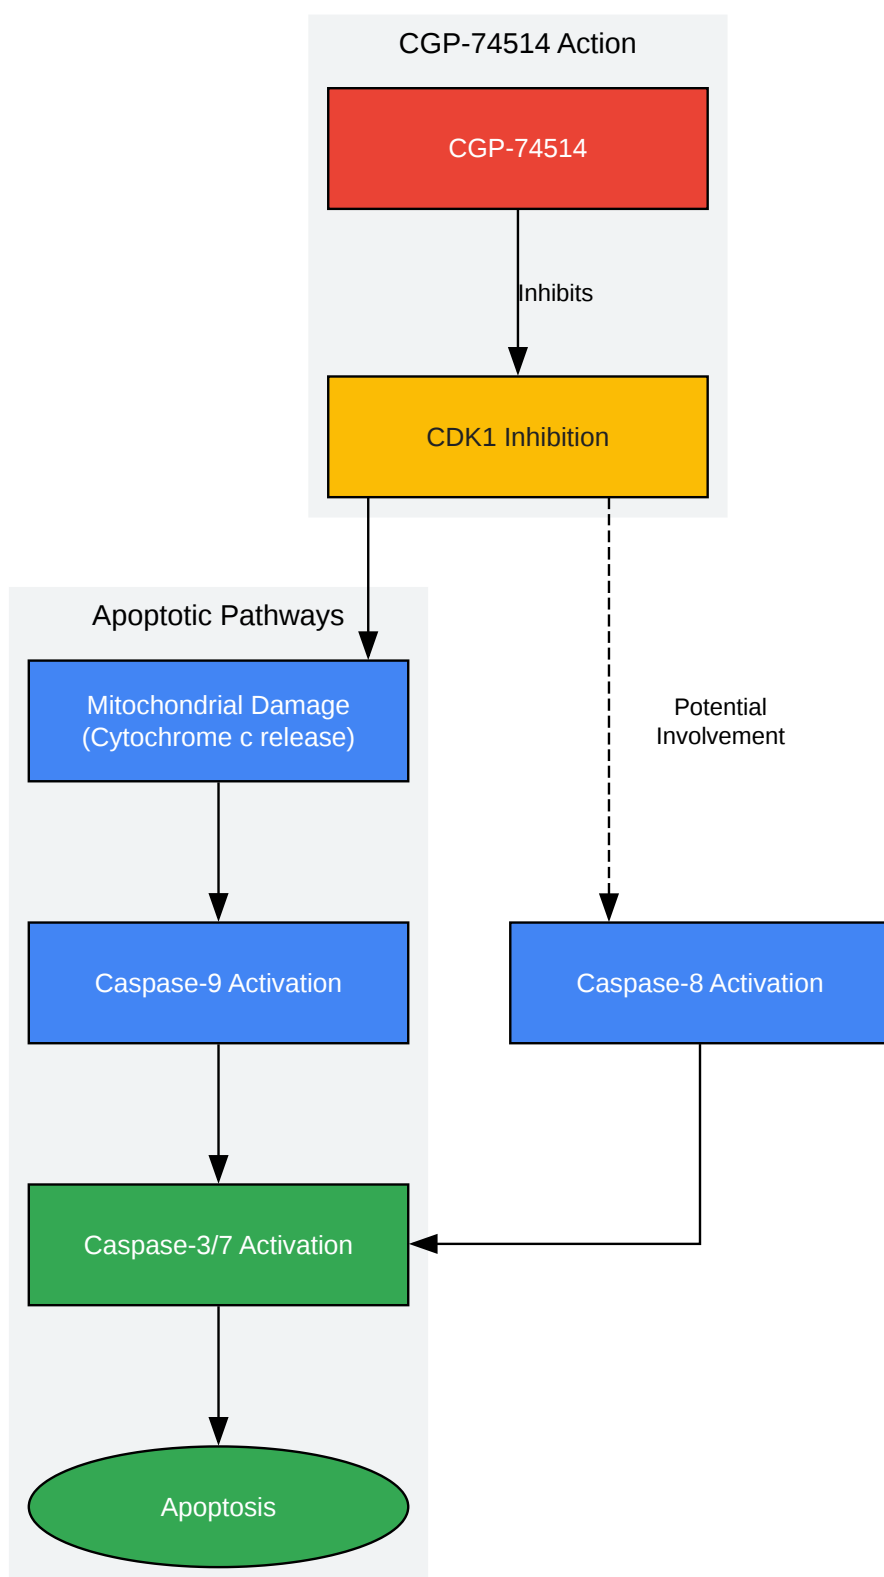 CGP-74514 Action
CGP-74514
Inhibits
CDK1 Inhibition
Apoptotic Pathways
Mitochondrial Damage
(Cytochrome c release)
Potential
Involvement
Caspase-9 Activation
Caspase-8 Activation
Caspase-3/7 Activation
Apoptosis